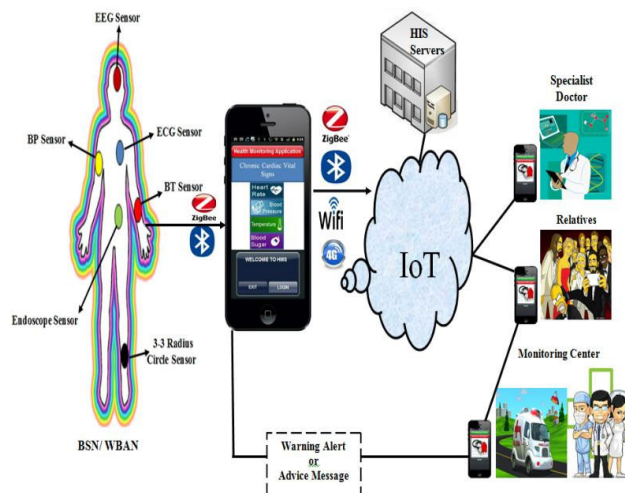 EEG Sensor
BP Sensor
ECG Sensor
BT Sensor
Endoscope Sensor
3-3 Radius
Circle Sensor
BSN/ WBAN
ZigBee
Health Monitoring Application
Chronic Cardiac Vital
Signs
Heart
Rate
Blood
Pressure
Temperature
Blood
Sugar
WELCOME TO HMS
EXIT
LOGIN
ZigBee
Wifi
4G
HIS
Servers
IoT
Specialist
Doctor
Relatives
Monitoring Center
Warning Alert
or
Advice Message